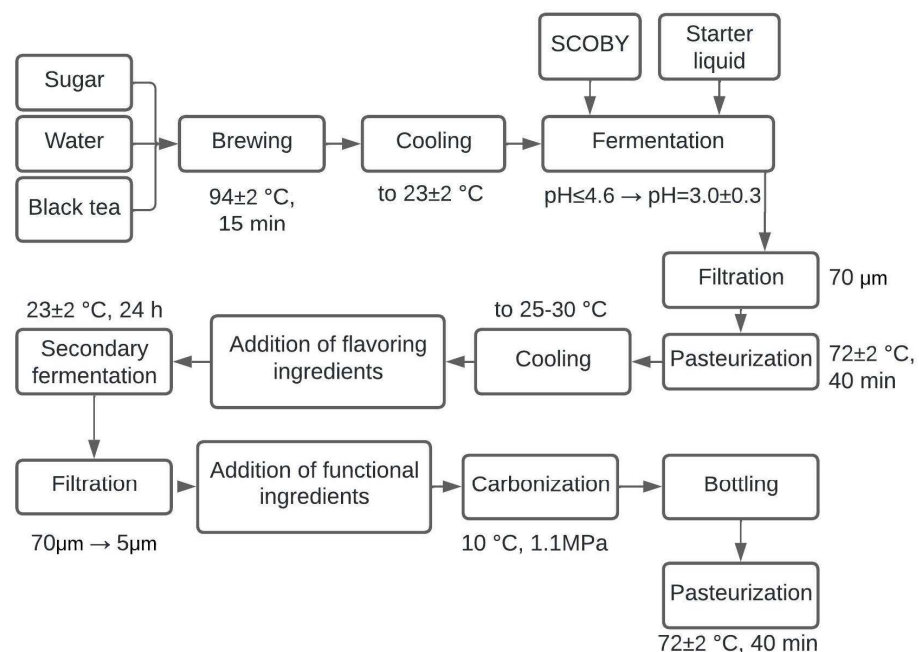 SCOBY
Starter
liquid
Sugar
Water
Black tea
Brewing
94±2 °C,
15 min
Cooling
to 23±2 °C
Fermentation
pH≤4.6 → pH=3.0±0.3
Filtration
70 µm
Pasteurization
72±2 °C,
40 min
to 25-30 °C
Cooling
Addition of flavoring
ingredients
23±2 °C, 24 h
Secondary
fermentation
Filtration
70µm → 5µm
Addition of functional
ingredients
Carbonization
10 °C, 1.1MPa
Bottling
Pasteurization
72±2 °C, 40 min